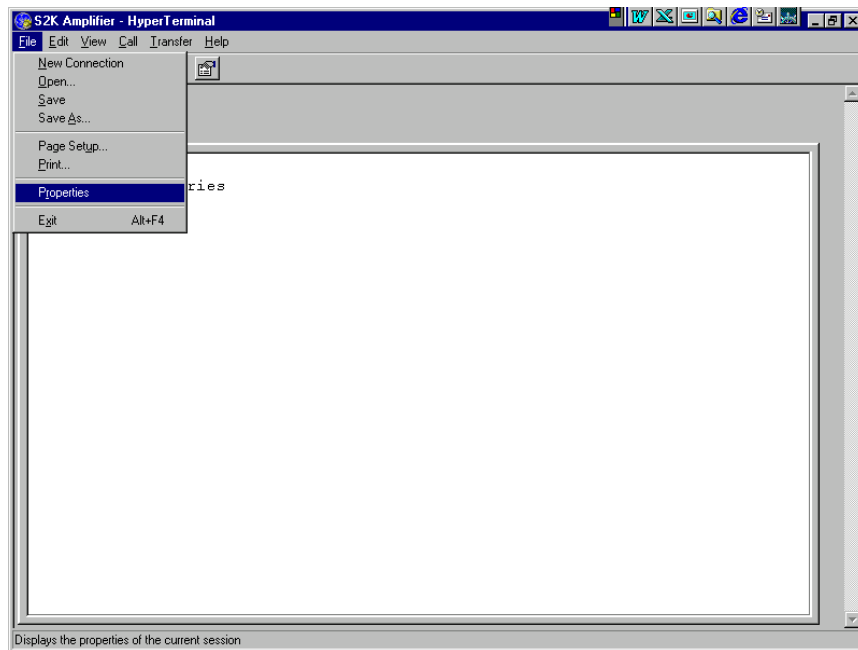 S2K Amplifier - HyperTerminal
File Edit View Call Transfer Help
New Connection
Open...
Save
Save As...
Page Setup...
Print...
Properties
Exit Alt+F4
ries
Displays the properties of the current session